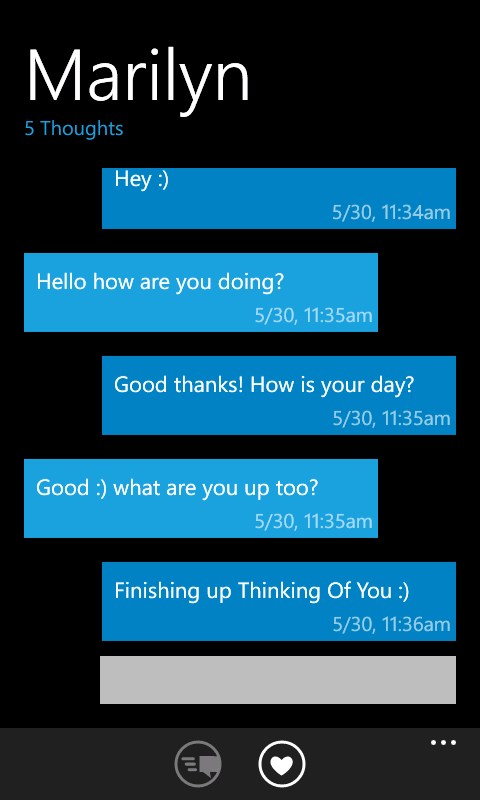 Marilyn
5 Thoughts
Hey :)
5/30, 11:34am
Hello how are you doing?
5/30, 11:35am
Good thanks! How is your day?
5/30, 11:35am
Good :) what are you up too?
5/30, 11:35am
Finishing up Thinking Of You :)
5/30, 11:36am